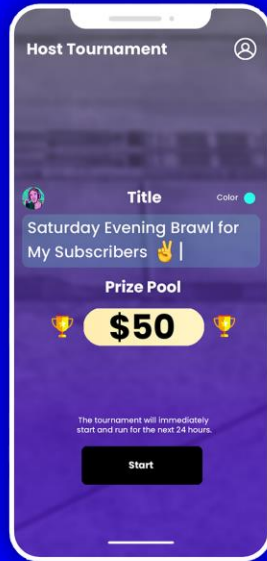 Host Tournament
Title
Color
Saturday Evening Brawl for
My Subscribers ✌️
Prize Pool
$50
The tournament will immediately
start and run for the next 24 hours.
Start